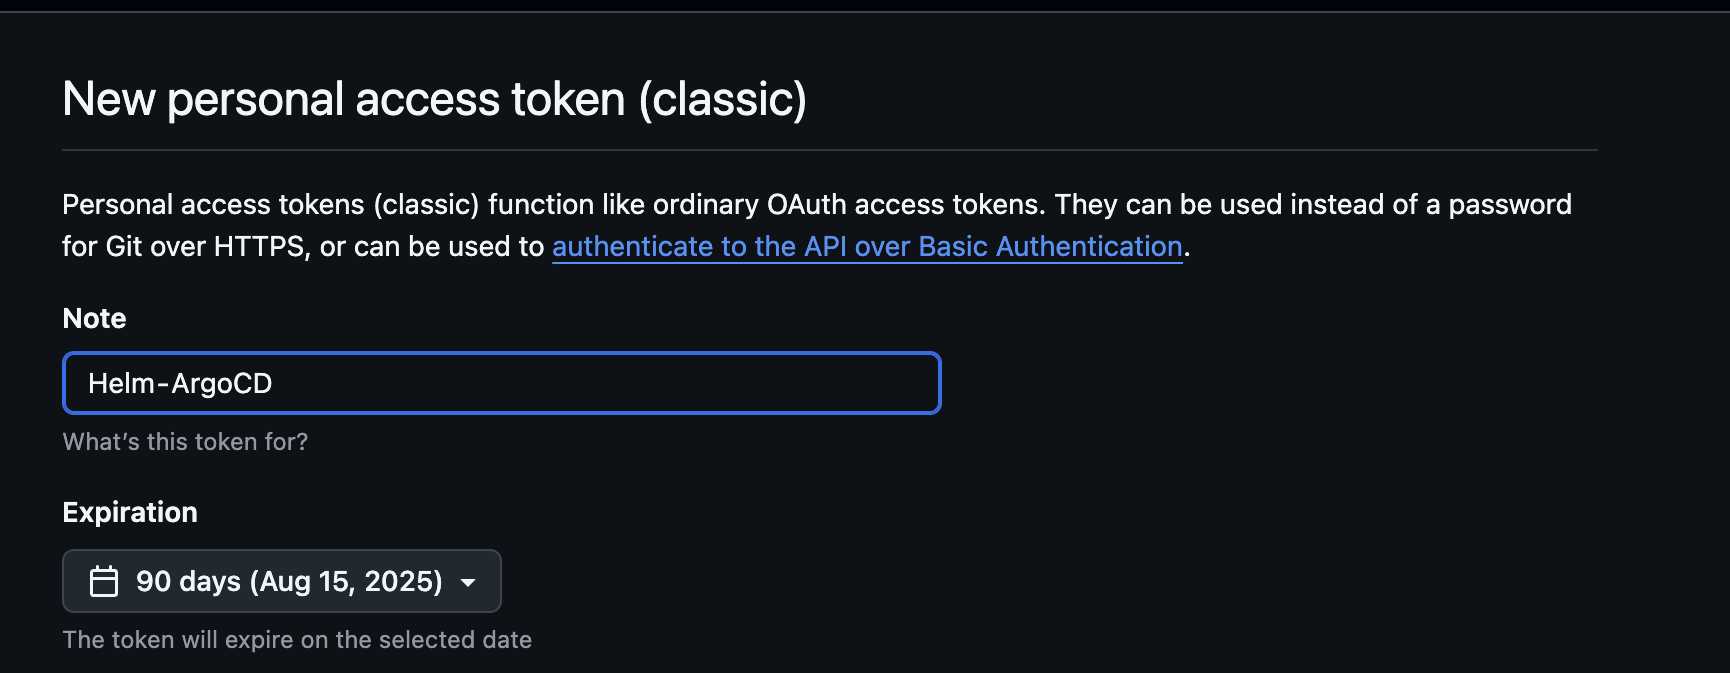 New personal access token (classic)
Personal access tokens (classic) function like ordinary OAuth access tokens. They can be used instead of a password
for Git over HTTPS, or can be used to authenticate to the API over Basic Authentication.
Note
Helm-ArgoCD
What's this token for?
Expiration
90 days (Aug 15, 2025)
The token will expire on the selected date